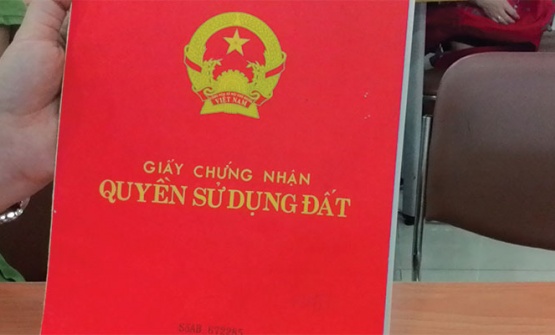 VIỆT NAM
GIẤY CHỨNG NHẬN
QUYỀN SỬ DỤNG ĐẤT